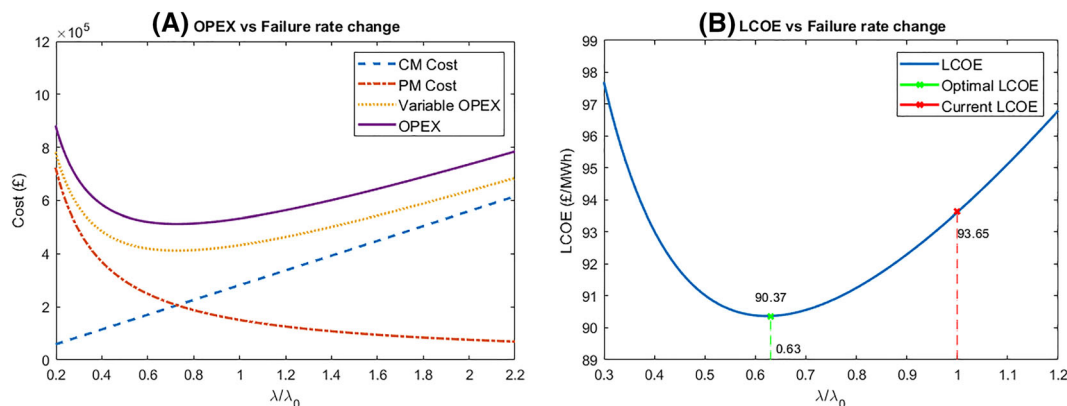 (A) OPEX vs Failure rate change
12 ×10⁵
10
8
6
4
2
0
Cost (£)
0.2 0.4 0.6 0.8 1 1.2 1.4 1.6 1.8 2 2.2
λ/λ₀
CM Cost
PM Cost
Variable OPEX
OPEX
(B) LCOE vs Failure rate change
99
98
97
96
95
94
93
92
91
90
89
LCOE (£/MWh)
0.3 0.4 0.5 0.6 0.7 0.8 0.9 1 1.1 1.2
λ/λ₀
LCOE
Optimal LCOE
Current LCOE
93.65
90.37
0.63